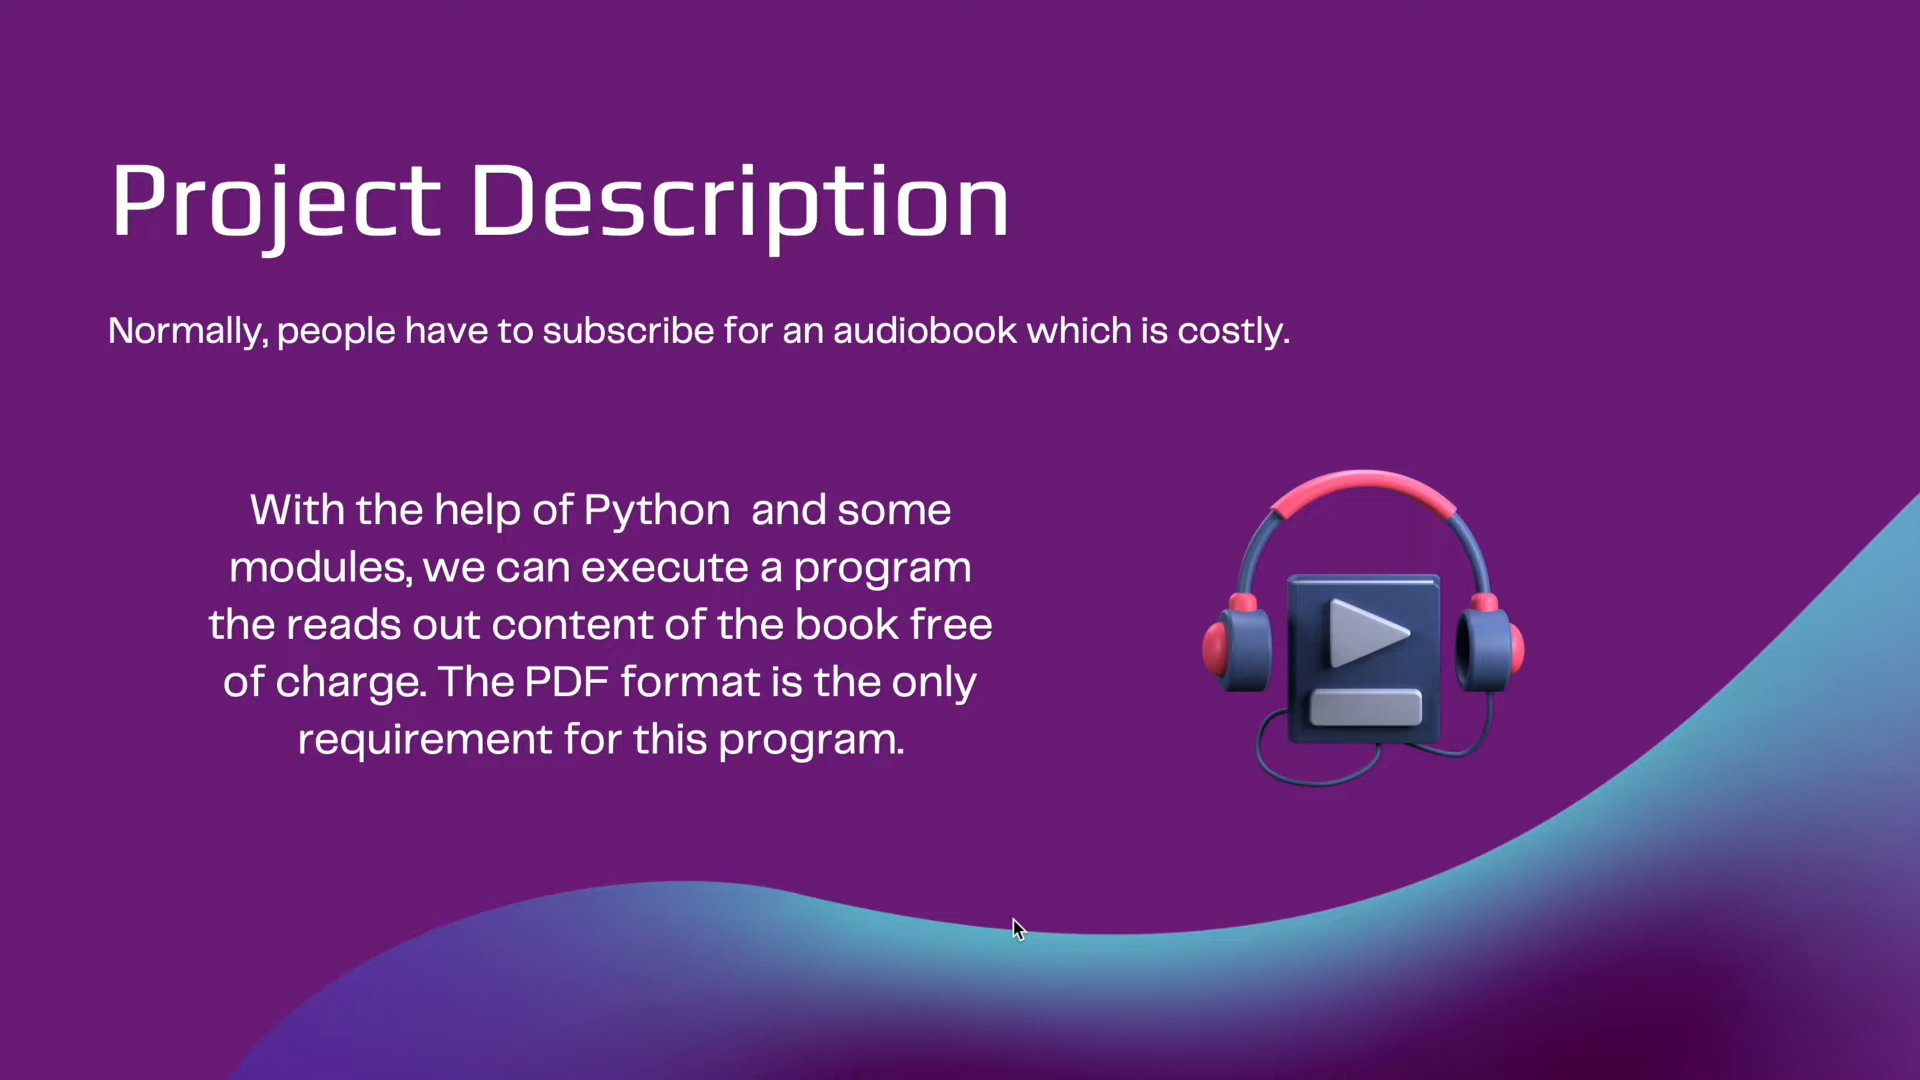 Project Description
Normally, people have to subscribe for an audiobook which is costly.
With the help of Python  and some
modules, we can execute a program
the reads out content of the book free
of charge. The PDF format is the only
requirement for this program.